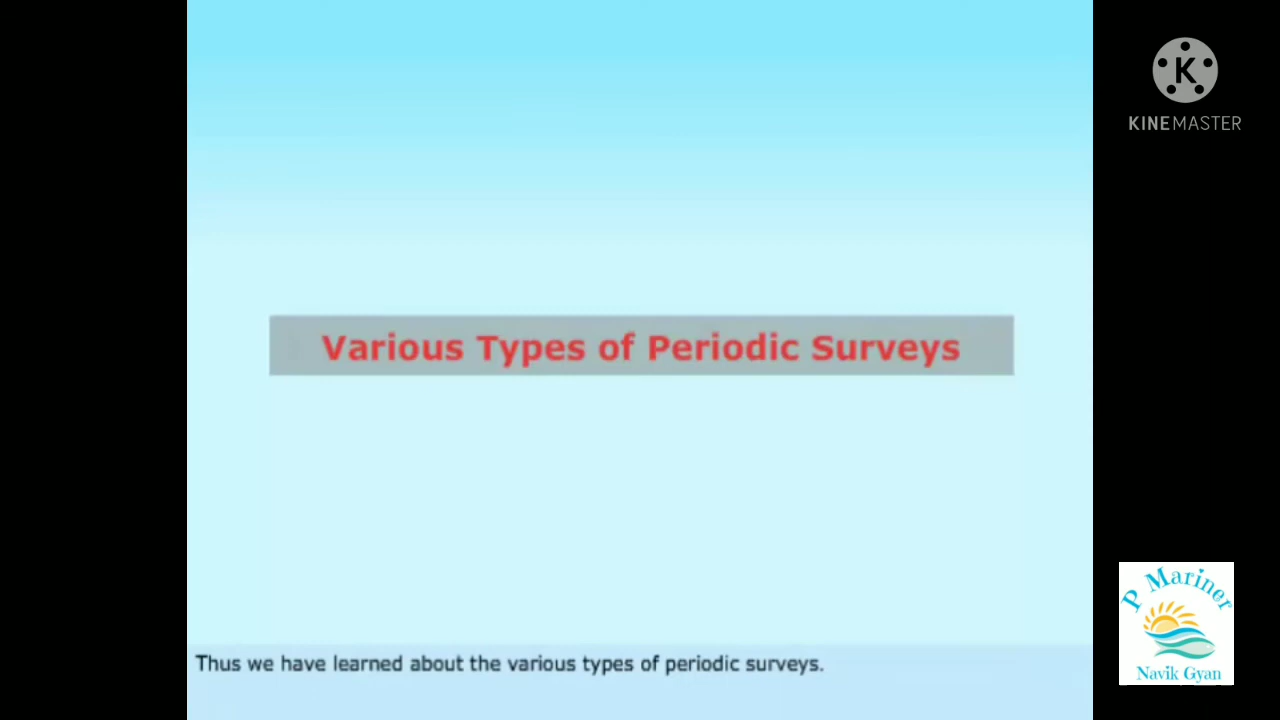 KINEMASTER
Various Types of Periodic Surveys
P Mariner
Navik Gyan
Thus we have learned about the various types of periodic surveys.